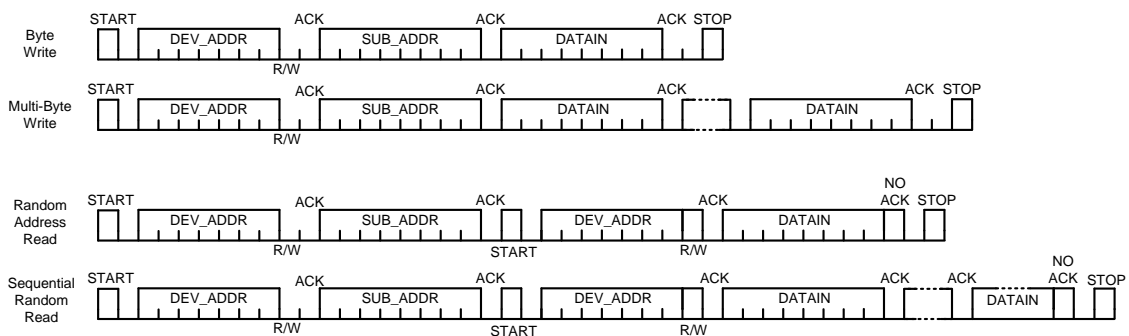 START ACK ACK ACK STOP
Byte
Write
DEV_ADDR SUB_ADDR DATAIN
R/W
START ACK ACK ACK ACK STOP
Multi-Byte
Write
DEV_ADDR SUB_ADDR DATAIN DATAIN
R/W
NO
START ACK ACK ACK ACK STOP
Random
Address
Read
DEV_ADDR SUB_ADDR DEV_ADDR DATAIN
R/W START R/W
NO
START ACK ACK ACK ACK ACK ACK STOP
Sequential
Random
Read
DEV_ADDR SUB_ADDR DEV_ADDR DATAIN DATAIN
R/W START R/W